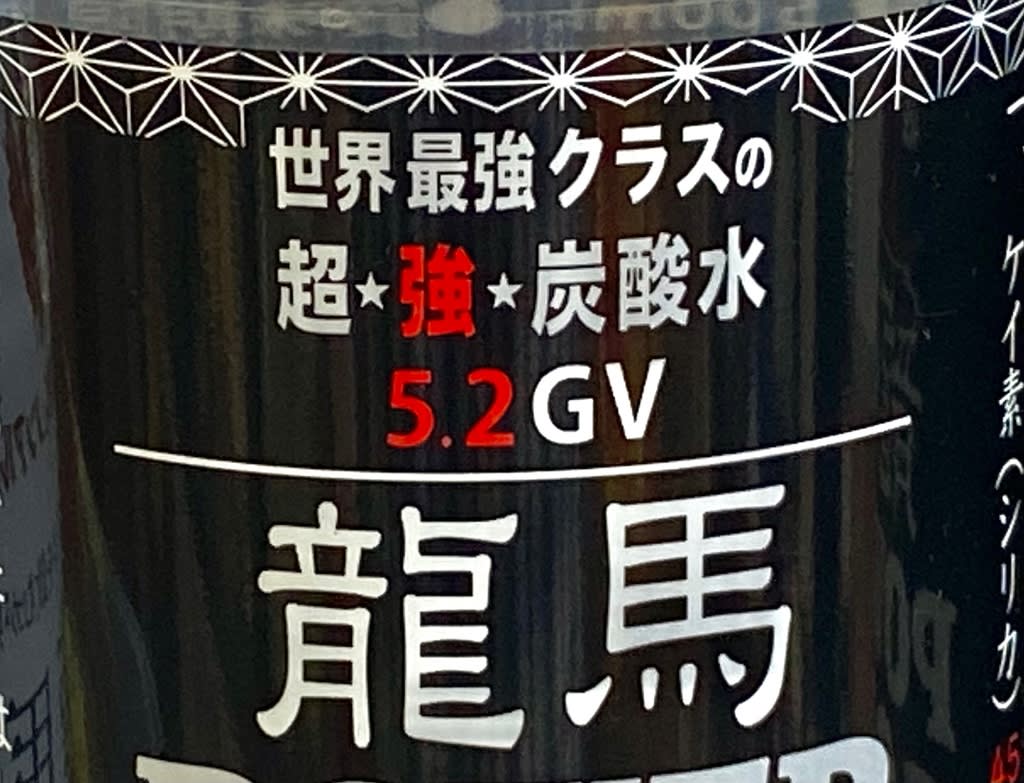 世界最強クラスの
超★強★炭酸水
5.2GV
龍馬
ケイ素(シリカ)
45